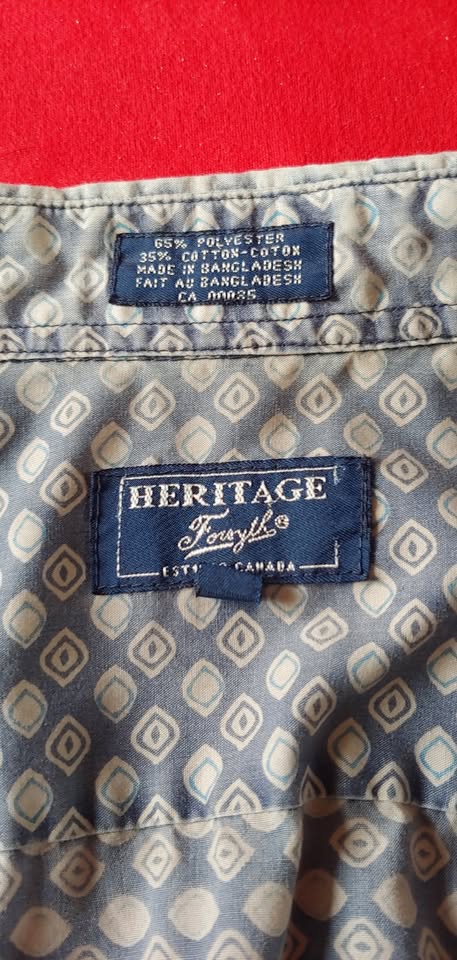 65% POLYESTER
35% COTTON-COTON
MADE IN BANGLADESH
FAIT AU BANGLADESH
CA 00085
HERITAGE
Forsyth
CANADA